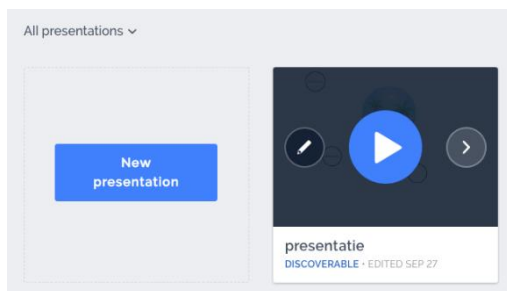 All presentations
New
presentation
presentatie
DISCOVERABLE • EDITED SEP 27